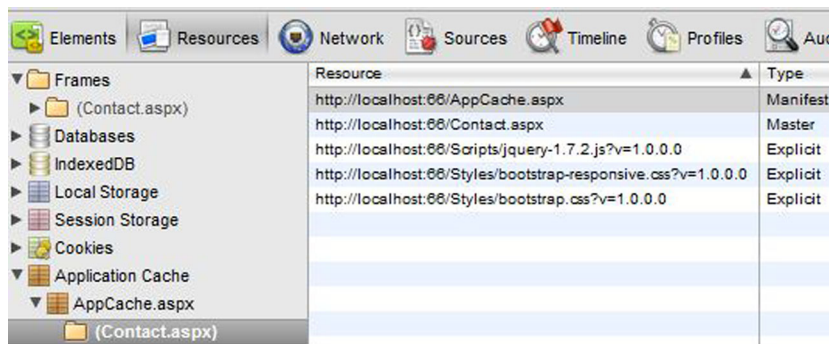 Elements Resources Network Sources Timeline Profiles
Frames
(Contact.aspx)
Databases
IndexedDB
Local Storage
Session Storage
Cookies
Application Cache
AppCache.aspx
(Contact.aspx)
Resource Type
http://localhost:66/AppCache.aspx Manifest
http://localhost:66/Contact.aspx Master
http://localhost:66/Scripts/jquery-1.7.2.js?v=1.0.0.0 Explicit
http://localhost:66/Styles/bootstrap-responsive.css?v=1.0.0.0 Explicit
http://localhost:66/Styles/bootstrap.css?v=1.0.0.0 Explicit